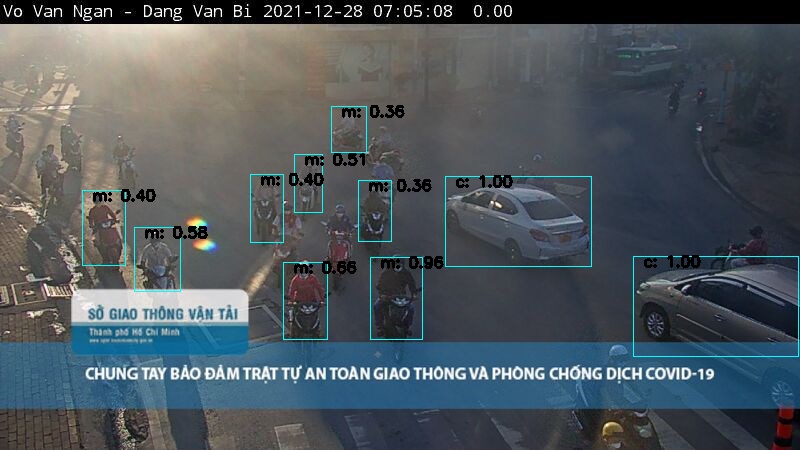 Vo Van Ngan - Dang Van Bi 2021-12-28 07:05:08 0.00
m: 0.36
m: 0.51
m: 0.40
m: 0.36
c: 1.00
m: 0.40
m: 0.58
m: 0.66
m: 0.96
c: 1.00
SỞ GIAO THÔNG VẬN TẢI
Thành phố Hồ Chí Minh
CHUNG TAY BẢO ĐẢM TRẬT TỰ AN TOÀN GIAO THÔNG VÀ PHÒNG CHỐNG DỊCH COVID-19